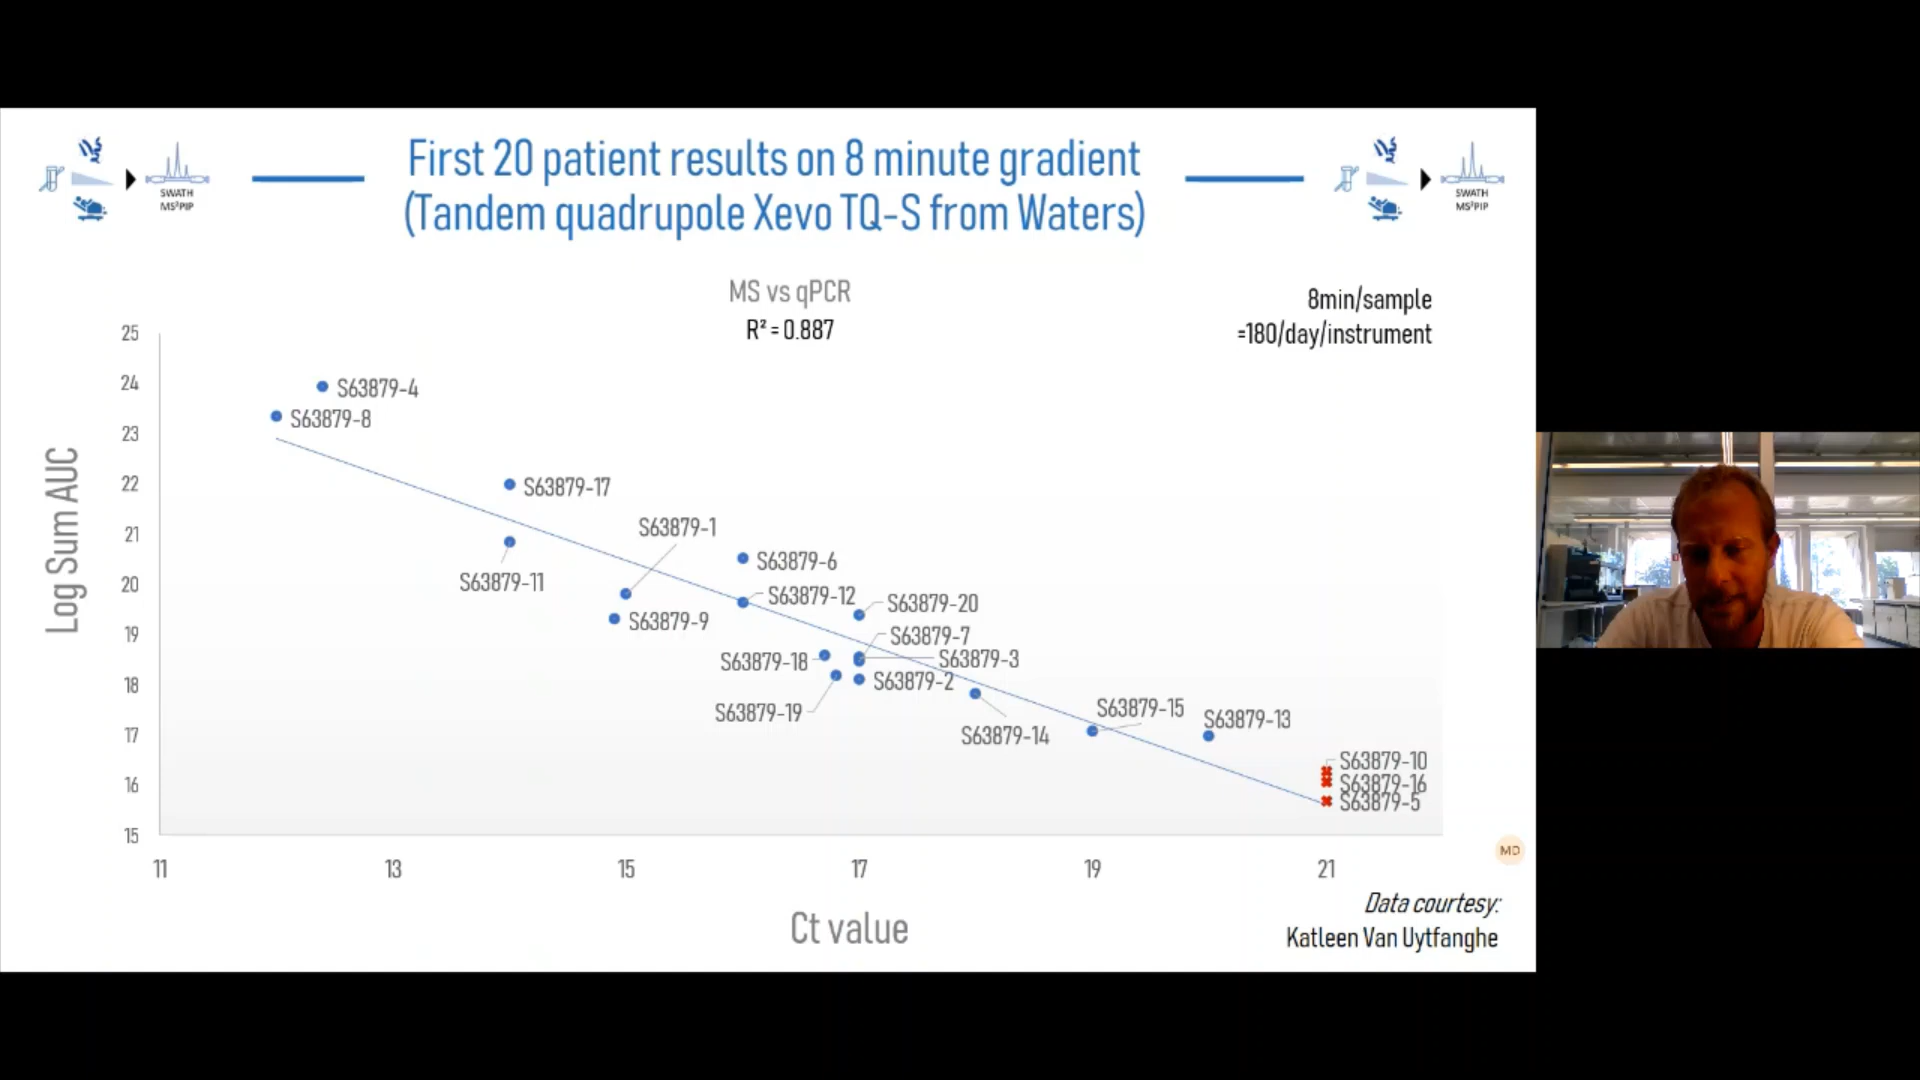 First 20 patient results on 8 minute gradient
(Tandem quadrupole Xevo TQ-S from Waters)
SWATH
MS²PIP
SWATH
MS²PIP
MS vs qPCR
R² = 0.887
8min/sample
=180/day/instrument
Log Sum AUC
25
24
23
22
21
20
19
18
17
16
15
S63879-4
S63879-8
S63879-17
S63879-1
S63879-11
S63879-6
S63879-12
S63879-20
S63879-9
S63879-7
S63879-18
S63879-3
S63879-2
S63879-19
S63879-14
S63879-15
S63879-13
S63879-10
S63879-16
S63879-5
11
13
15
17
19
21
Ct value
MD
Data courtesy:
Katleen Van Uytfanghe